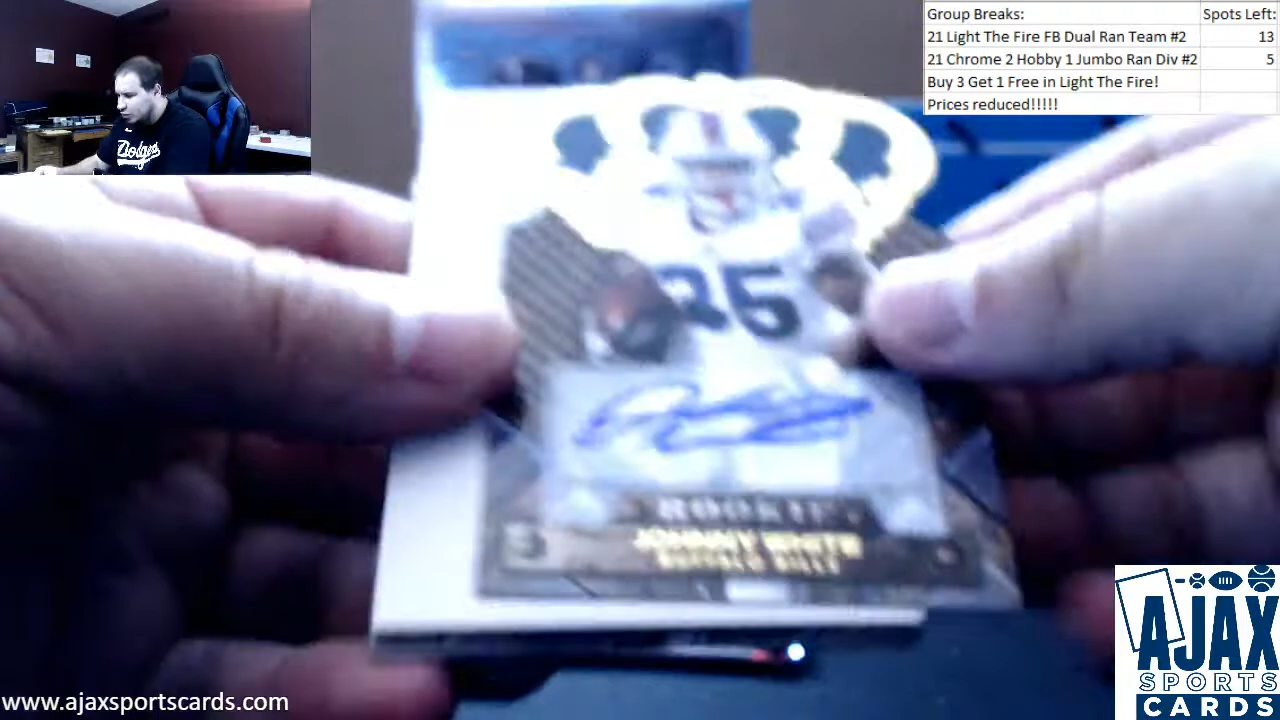 Group Breaks: Spots Left:
21 Light The Fire FB Dual Ran Team #2 13
21 Chrome 2 Hobby 1 Jumbo Ran Div #2 5
Buy 3 Get 1 Free in Light The Fire!
Prices reduced!!!!!
Dodgers
ROOKIE
JOHNNY WHITE
BUFFALO BILLS
www.ajaxsportscards.com
AJAX
SPORTS
CARDS